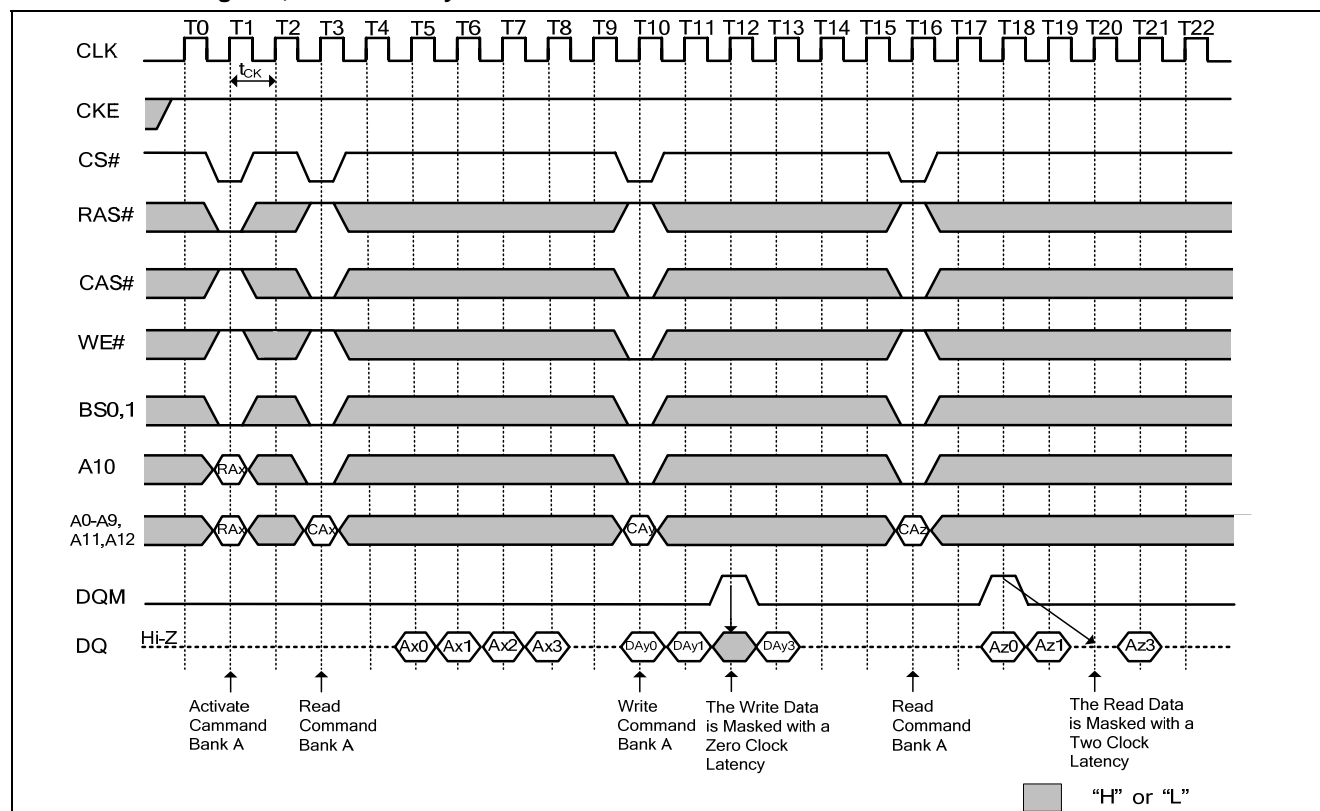 T0 T1 T2 T3 T4 T5 T6 T7 T8 T9 T10 T11 T12 T13 T14 T15 T16 T17 T18 T19 T20 T21 T22
CLK
tCK
CKE
CS#
RAS#
CAS#
WE#
BS0,1
A10
RAx
A0-A9,
A11,A12
RAx CAx CAy CAz
DQM
DQ
Hi-Z
Ax0 Ax1 Ax2 Ax3 DAy0 DAy1 DAy3 Az0 Az1 Az3
Activate
Cammand
Bank A
Read
Command
Bank A
Write
Command
Bank A
The Write Data
is Masked with a
Zero Clock
Latency
Read
Command
Bank A
The Read Data
is Masked with a
Two Clock
Latency
“H” or “L”